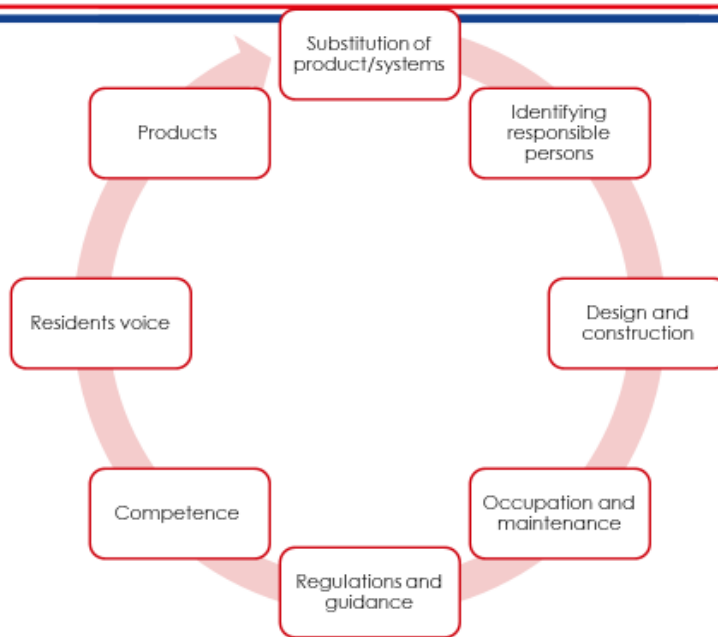 Substitution of
product/systems
Identifying
responsible
persons
Design and
construction
Occupation and
maintenance
Regulations and
guidance
Competence
Residents voice
Products